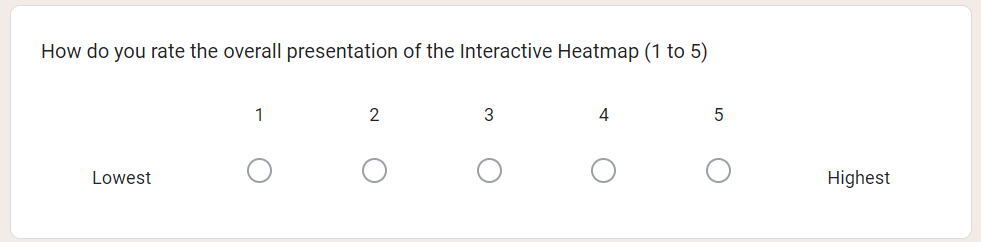 How do you rate the overall presentation of the Interactive Heatmap (1 to 5)
1 2 3 4 5
Lowest Highest